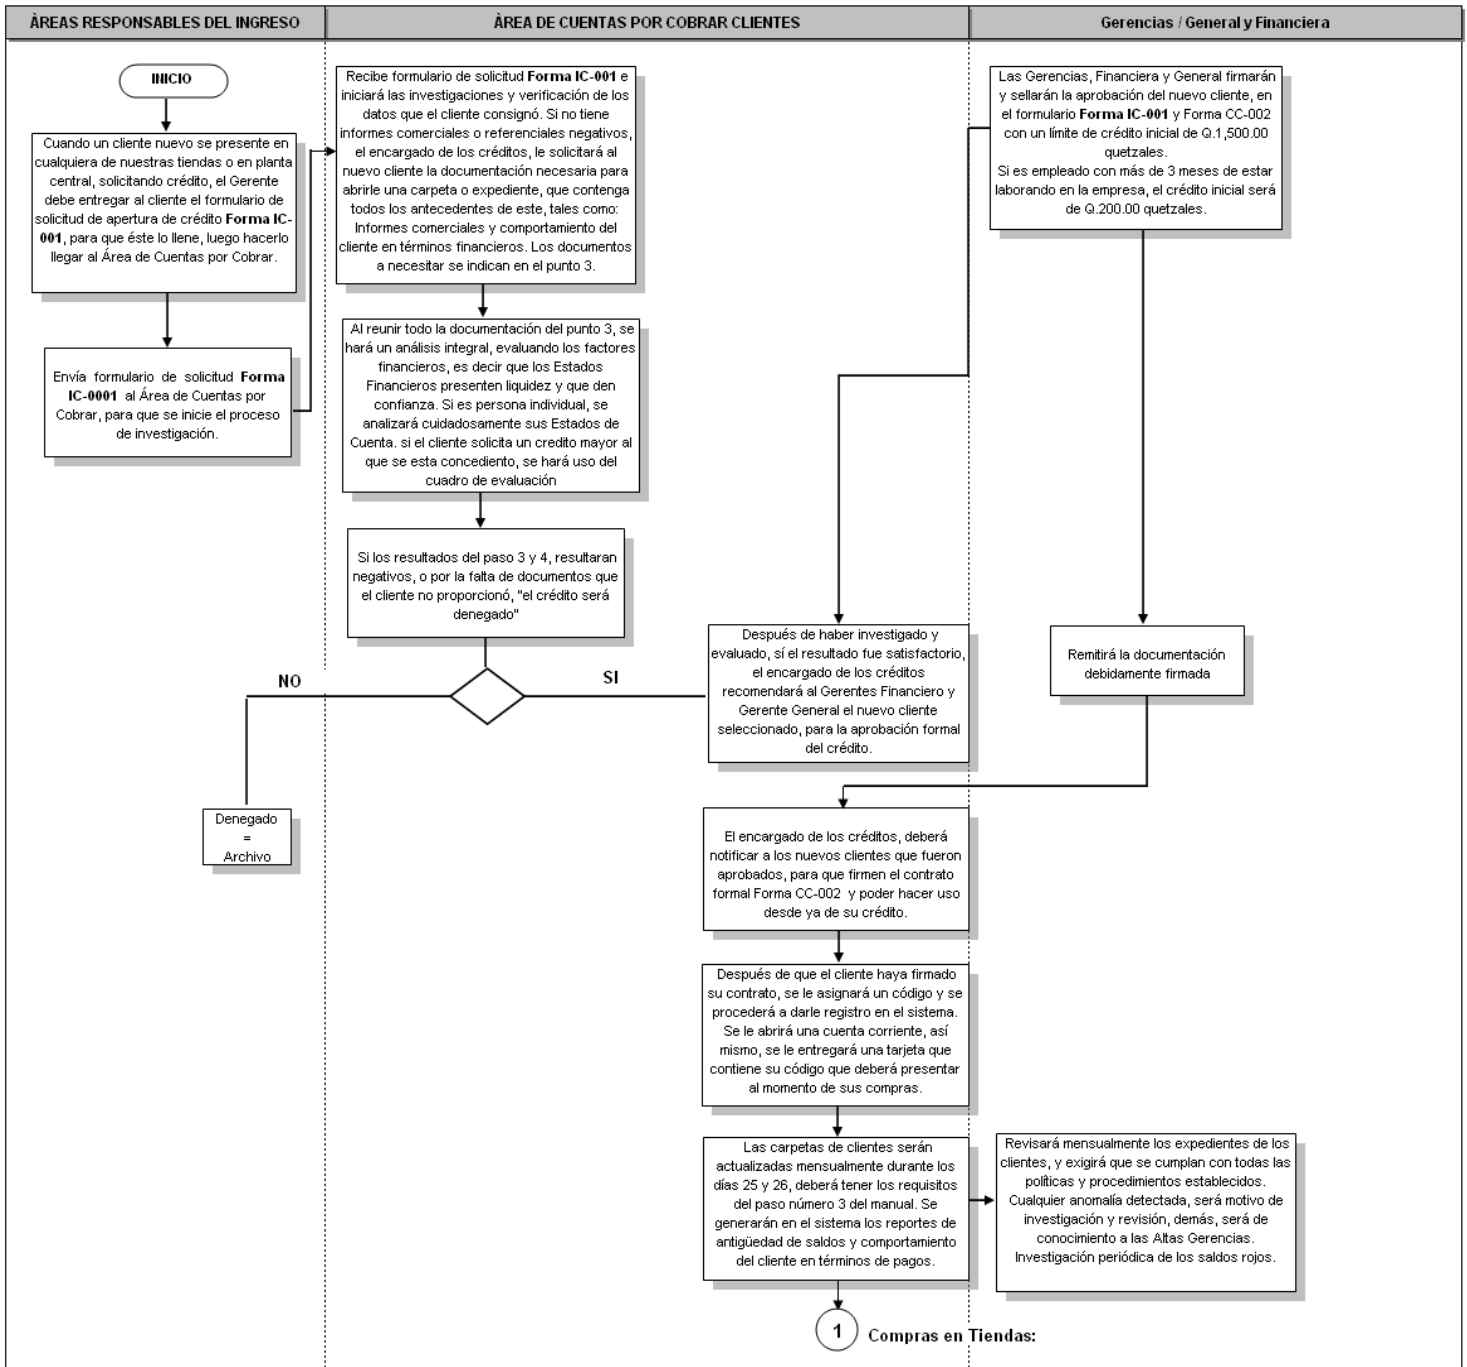 ÀREAS RESPONSABLES DEL INGRESO
ÀREA DE CUENTAS POR COBRAR CLIENTES
Gerencias / General y Financiera
INICIO
Cuando un cliente nuevo se presente en
cualquiera de nuestras tiendas o en planta
central, solicitando crédito, el Gerente
debe entregar al cliente el formulario de
solicitud de apertura de crédito Forma IC-
001, para que éste lo llene, luego hacerlo
llegar al Área de Cuentas por Cobrar.
Envía formulario de solicitud Forma
IC-0001 al Área de Cuentas por
Cobrar, para que se inicie el proceso
de investigación.
Recibe formulario de solicitud Forma IC-001 e
iniciará las investigaciones y verificación de los
datos que el cliente consignó. Si no tiene
informes comerciales o referenciales negativos,
el encargado de los créditos, le solicitará al
nuevo cliente la documentación necesaria para
abrirle una carpeta o expediente, que contenga
todos los antecedentes de este, tales como:
Informes comerciales y comportamiento del
cliente en términos financieros. Los documentos
a necesitar se indican en el punto 3.
Al reunir todo la documentación del punto 3, se
hará un análisis integral, evaluando los factores
financieros, es decir que los Estados
Financieros presenten liquidez y que den
confianza. Si es persona individual, se
analizará cuidadosamente sus Estados de
Cuenta. si el cliente solicita un credito mayor al
que se esta concediento, se hará uso del
cuadro de evaluación
Si los resultados del paso 3 y 4, resultaran
negativos, o por la falta de documentos que
el cliente no proporcionó, "el crédito será
denegado"
NO
SI
Denegado
=
Archivo
Las Gerencias, Financiera y General firmarán
y sellarán la aprobación del nuevo cliente, en
el formulario Forma IC-001 y Forma CC-002
con un límite de crédito inicial de Q.1,500.00
quetzales.
Si es empleado con más de 3 meses de estar
laborando en la empresa, el crédito inicial será
de Q.200.00 quetzales.
Después de haber investigado y
evaluado, sí el resultado fue satisfactorio,
el encargado de los créditos
recomendará al Gerentes Financiero y
Gerente General el nuevo cliente
seleccionado, para la aprobación formal
del crédito.
Remitirá la documentación
debidamente firmada
El encargado de los créditos, deberá
notificar a los nuevos clientes que fueron
aprobados, para que firmen el contrato
formal Forma CC-002 y poder hacer uso
desde ya de su crédito.
Después de que el cliente haya firmado
su contrato, se le asignará un código y se
procederá a darle registro en el sistema.
Se le abrirá una cuenta corriente, así
mismo, se le entregará una tarjeta que
contiene su código que deberá presentar
al momento de sus compras.
Las carpetas de clientes serán
actualizadas mensualmente durante los
días 25 y 26, deberá tener los requisitos
del paso número 3 del manual. Se
generarán en el sistema los reportes de
antigüedad de saldos y comportamiento
del cliente en términos de pagos.
Revisará mensualmente los expedientes de los
clientes, y exigirá que se cumplan con todas las
políticas y procedimientos establecidos.
Cualquier anomalía detectada, será motivo de
investigación y revisión, demás, será de
conocimiento a las Altas Gerencias.
Investigación periódica de los saldos rojos.
1
Compras en Tiendas: